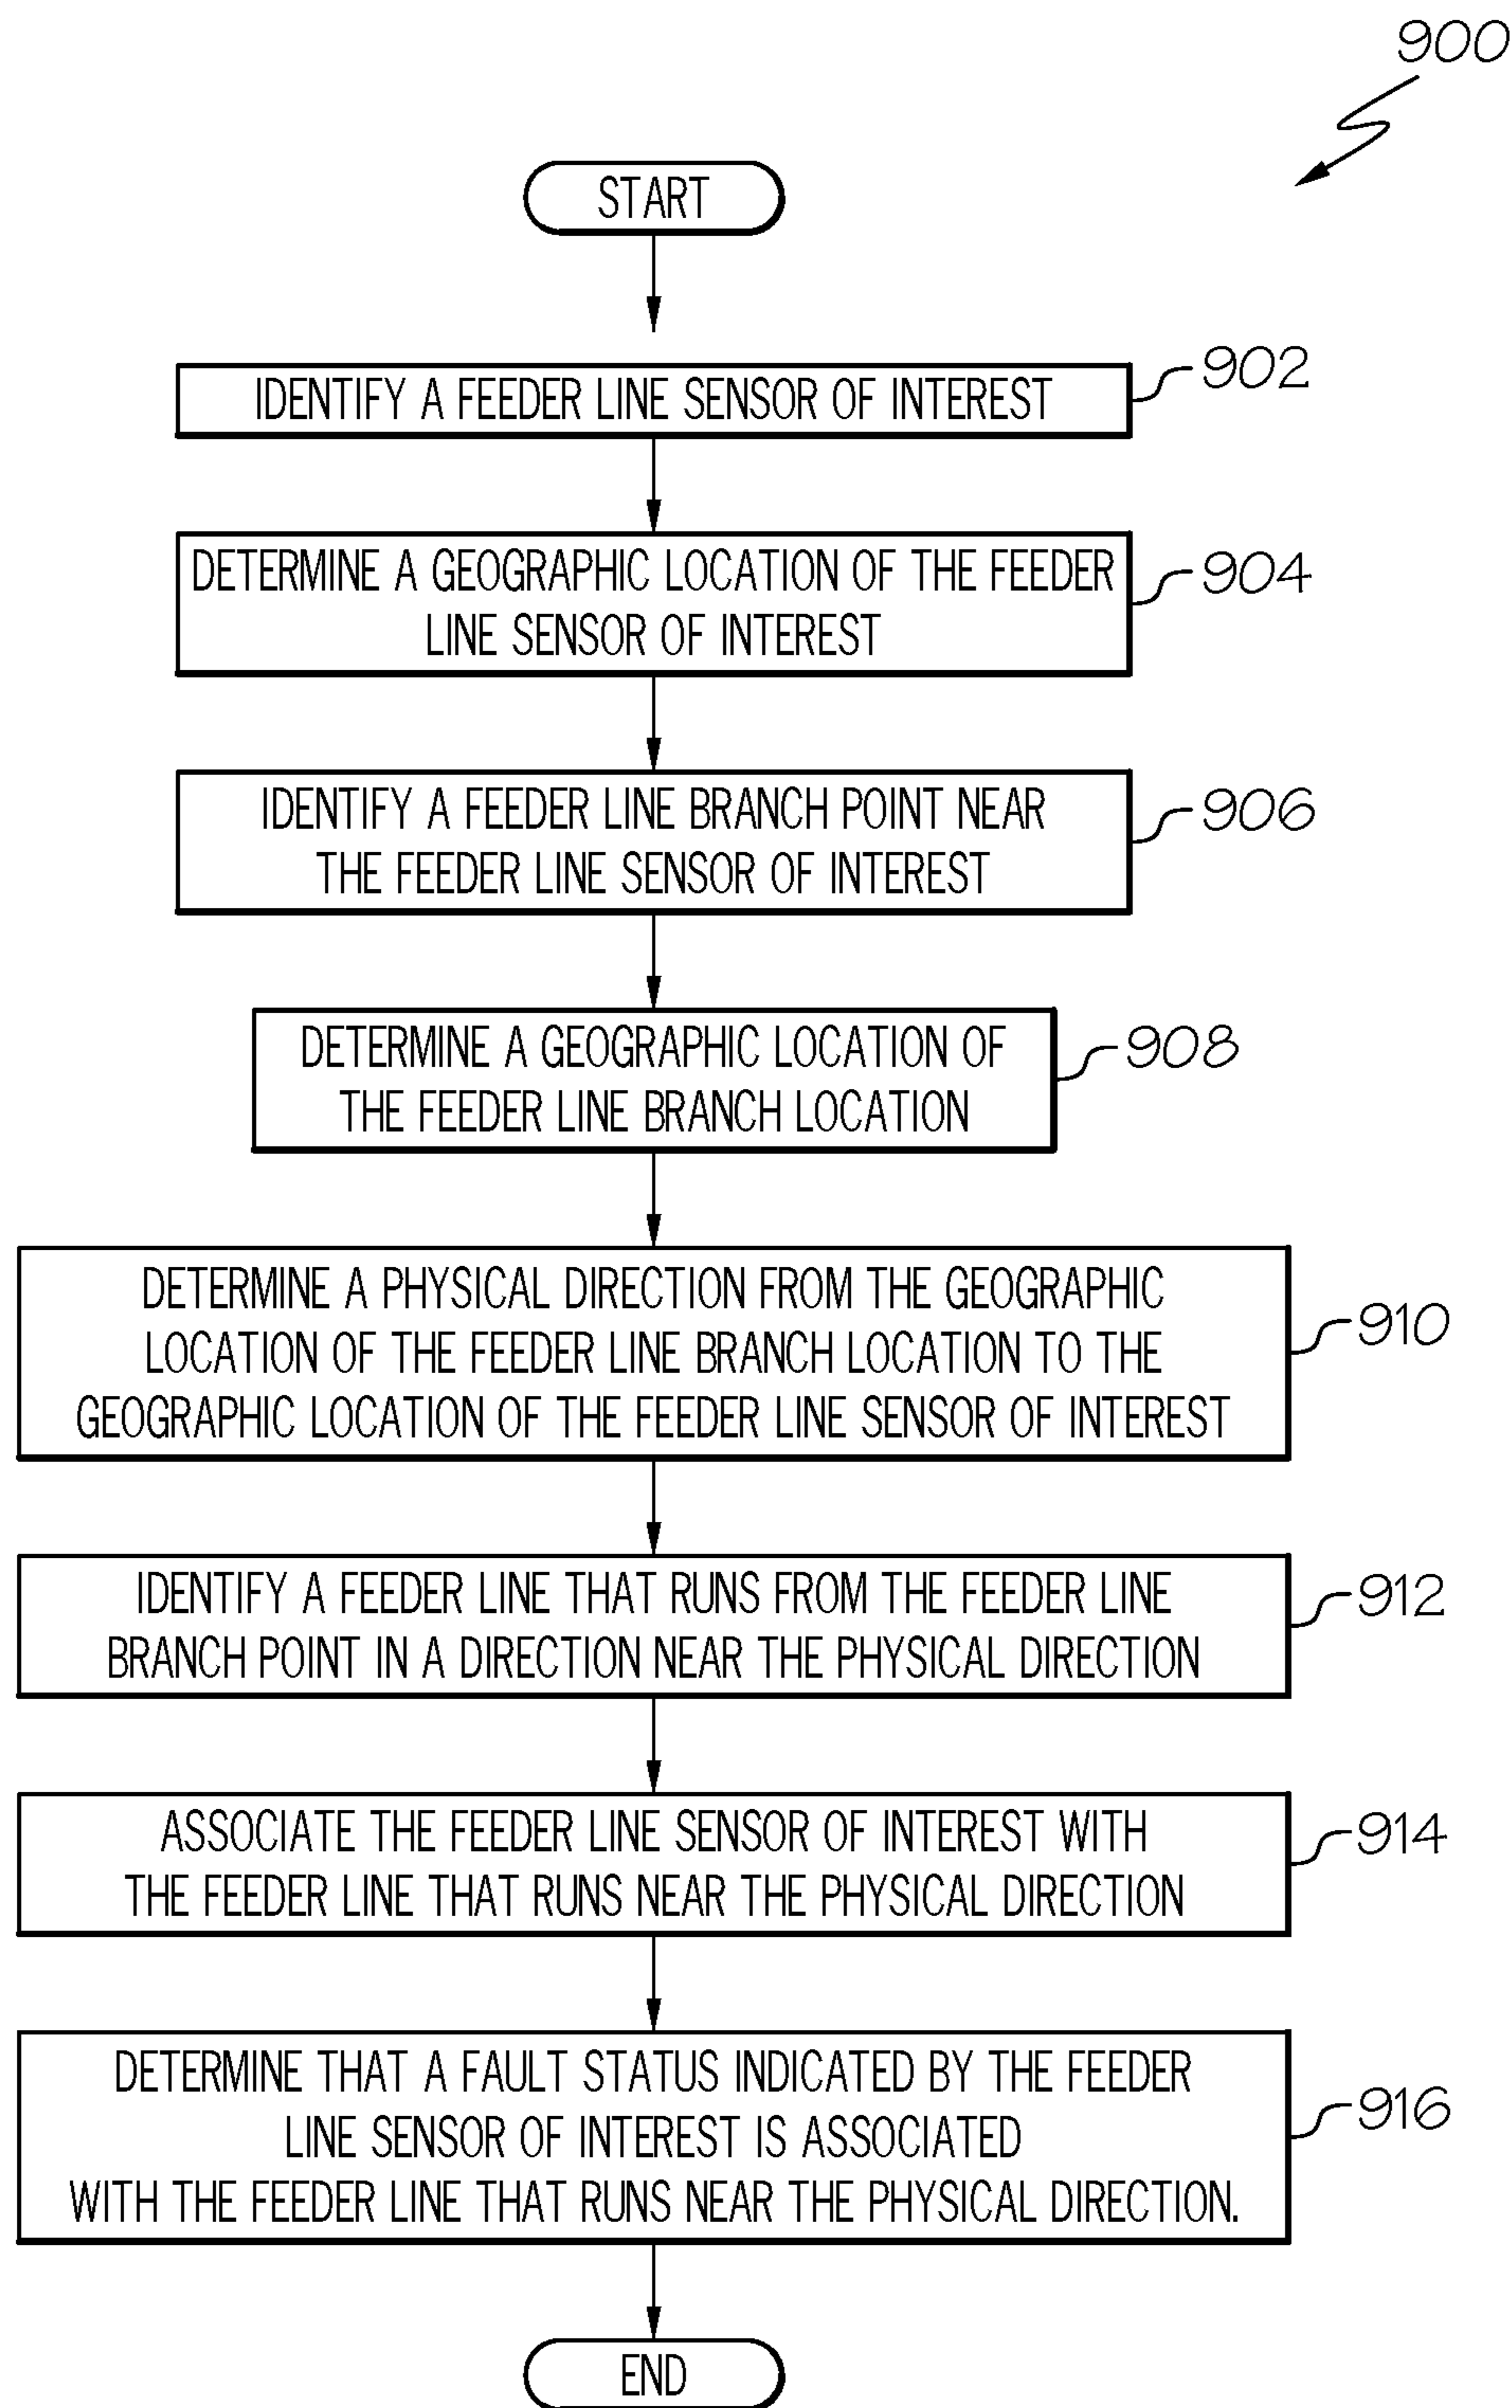 900
START
IDENTIFY A FEEDER LINE SENSOR OF INTEREST
902
DETERMINE A GEOGRAPHIC LOCATION OF THE FEEDER
LINE SENSOR OF INTEREST
904
IDENTIFY A FEEDER LINE BRANCH POINT NEAR
THE FEEDER LINE SENSOR OF INTEREST
906
DETERMINE A GEOGRAPHIC LOCATION OF
THE FEEDER LINE BRANCH LOCATION
908
DETERMINE A PHYSICAL DIRECTION FROM THE GEOGRAPHIC
LOCATION OF THE FEEDER LINE BRANCH LOCATION TO THE
GEOGRAPHIC LOCATION OF THE FEEDER LINE SENSOR OF INTEREST
910
IDENTIFY A FEEDER LINE THAT RUNS FROM THE FEEDER LINE
BRANCH POINT IN A DIRECTION NEAR THE PHYSICAL DIRECTION
912
ASSOCIATE THE FEEDER LINE SENSOR OF INTEREST WITH
THE FEEDER LINE THAT RUNS NEAR THE PHYSICAL DIRECTION
914
DETERMINE THAT A FAULT STATUS INDICATED BY THE FEEDER
LINE SENSOR OF INTEREST IS ASSOCIATED
WITH THE FEEDER LINE THAT RUNS NEAR THE PHYSICAL DIRECTION.
916
END